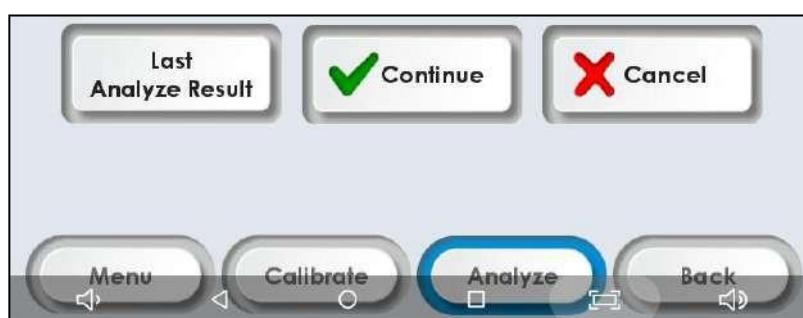 Last
Analyze Result
Continue
Cancel
Menu
Calibrate
Analyze
Back